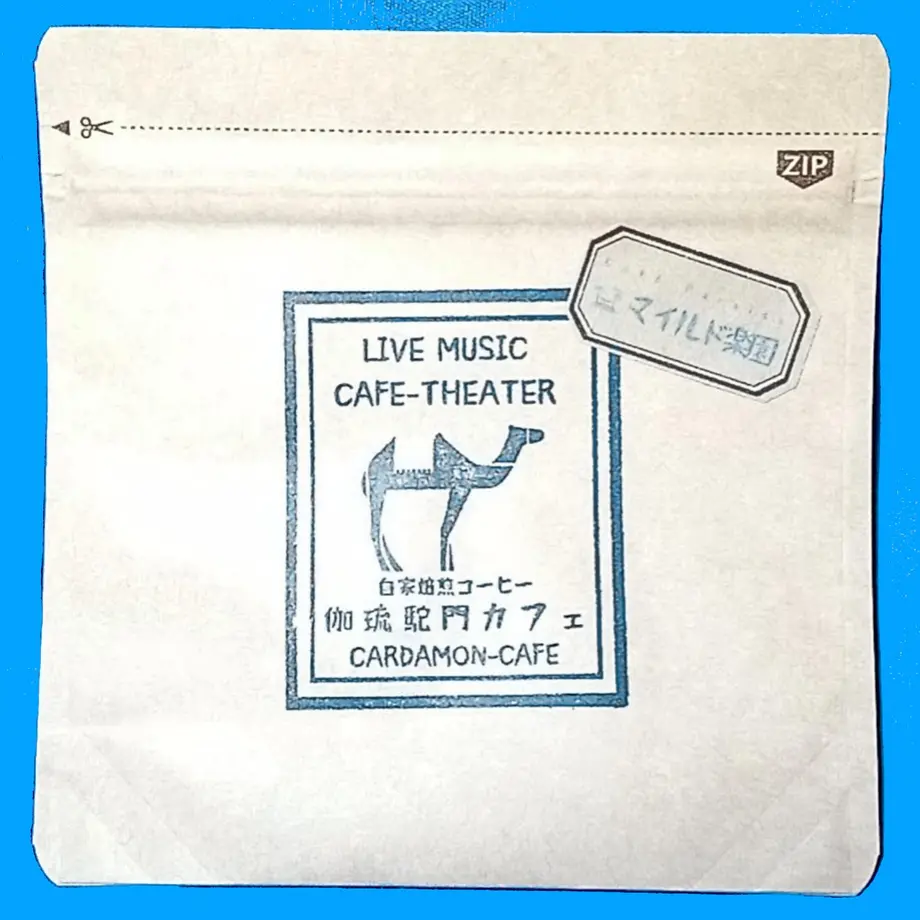 ZIP
マイルド楽園
LIVE MUSIC
CAFE-THEATER
自家焙煎コーヒー
伽琉駝門カフェ
CARDAMON-CAFE